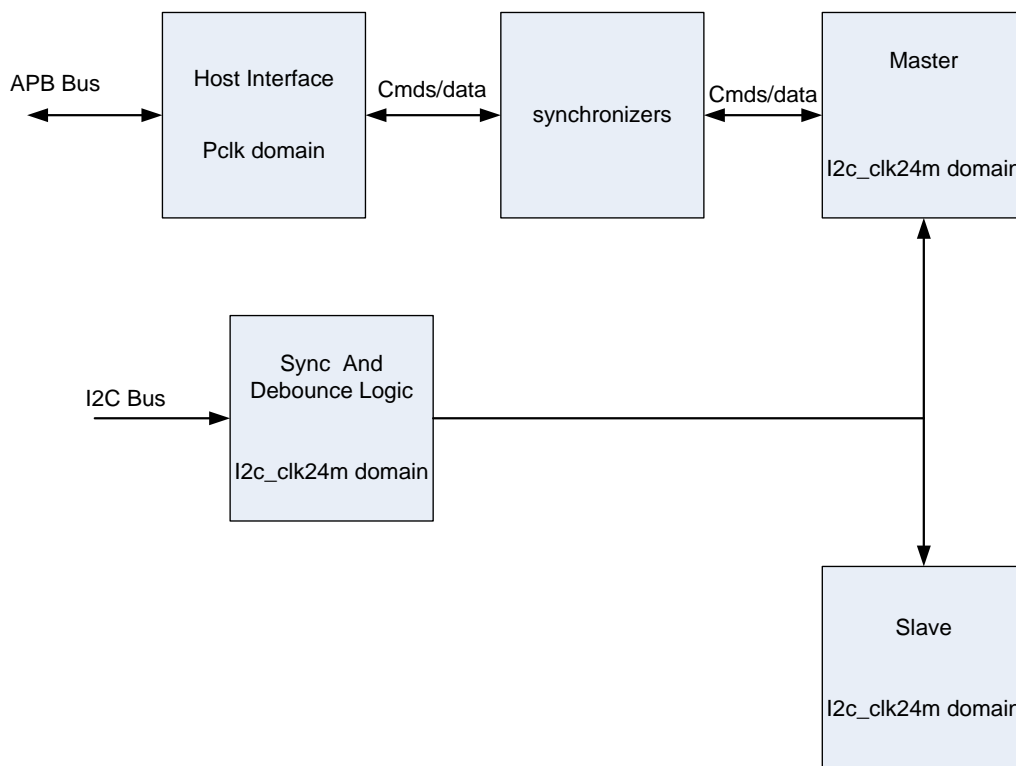 APB Bus
Host Interface
Pclk domain
Cmds/data
synchronizers
Cmds/data
Master
I2c_clk24m domain
I2C Bus
Sync And
Debounce Logic
I2c_clk24m domain
Slave
I2c_clk24m domain